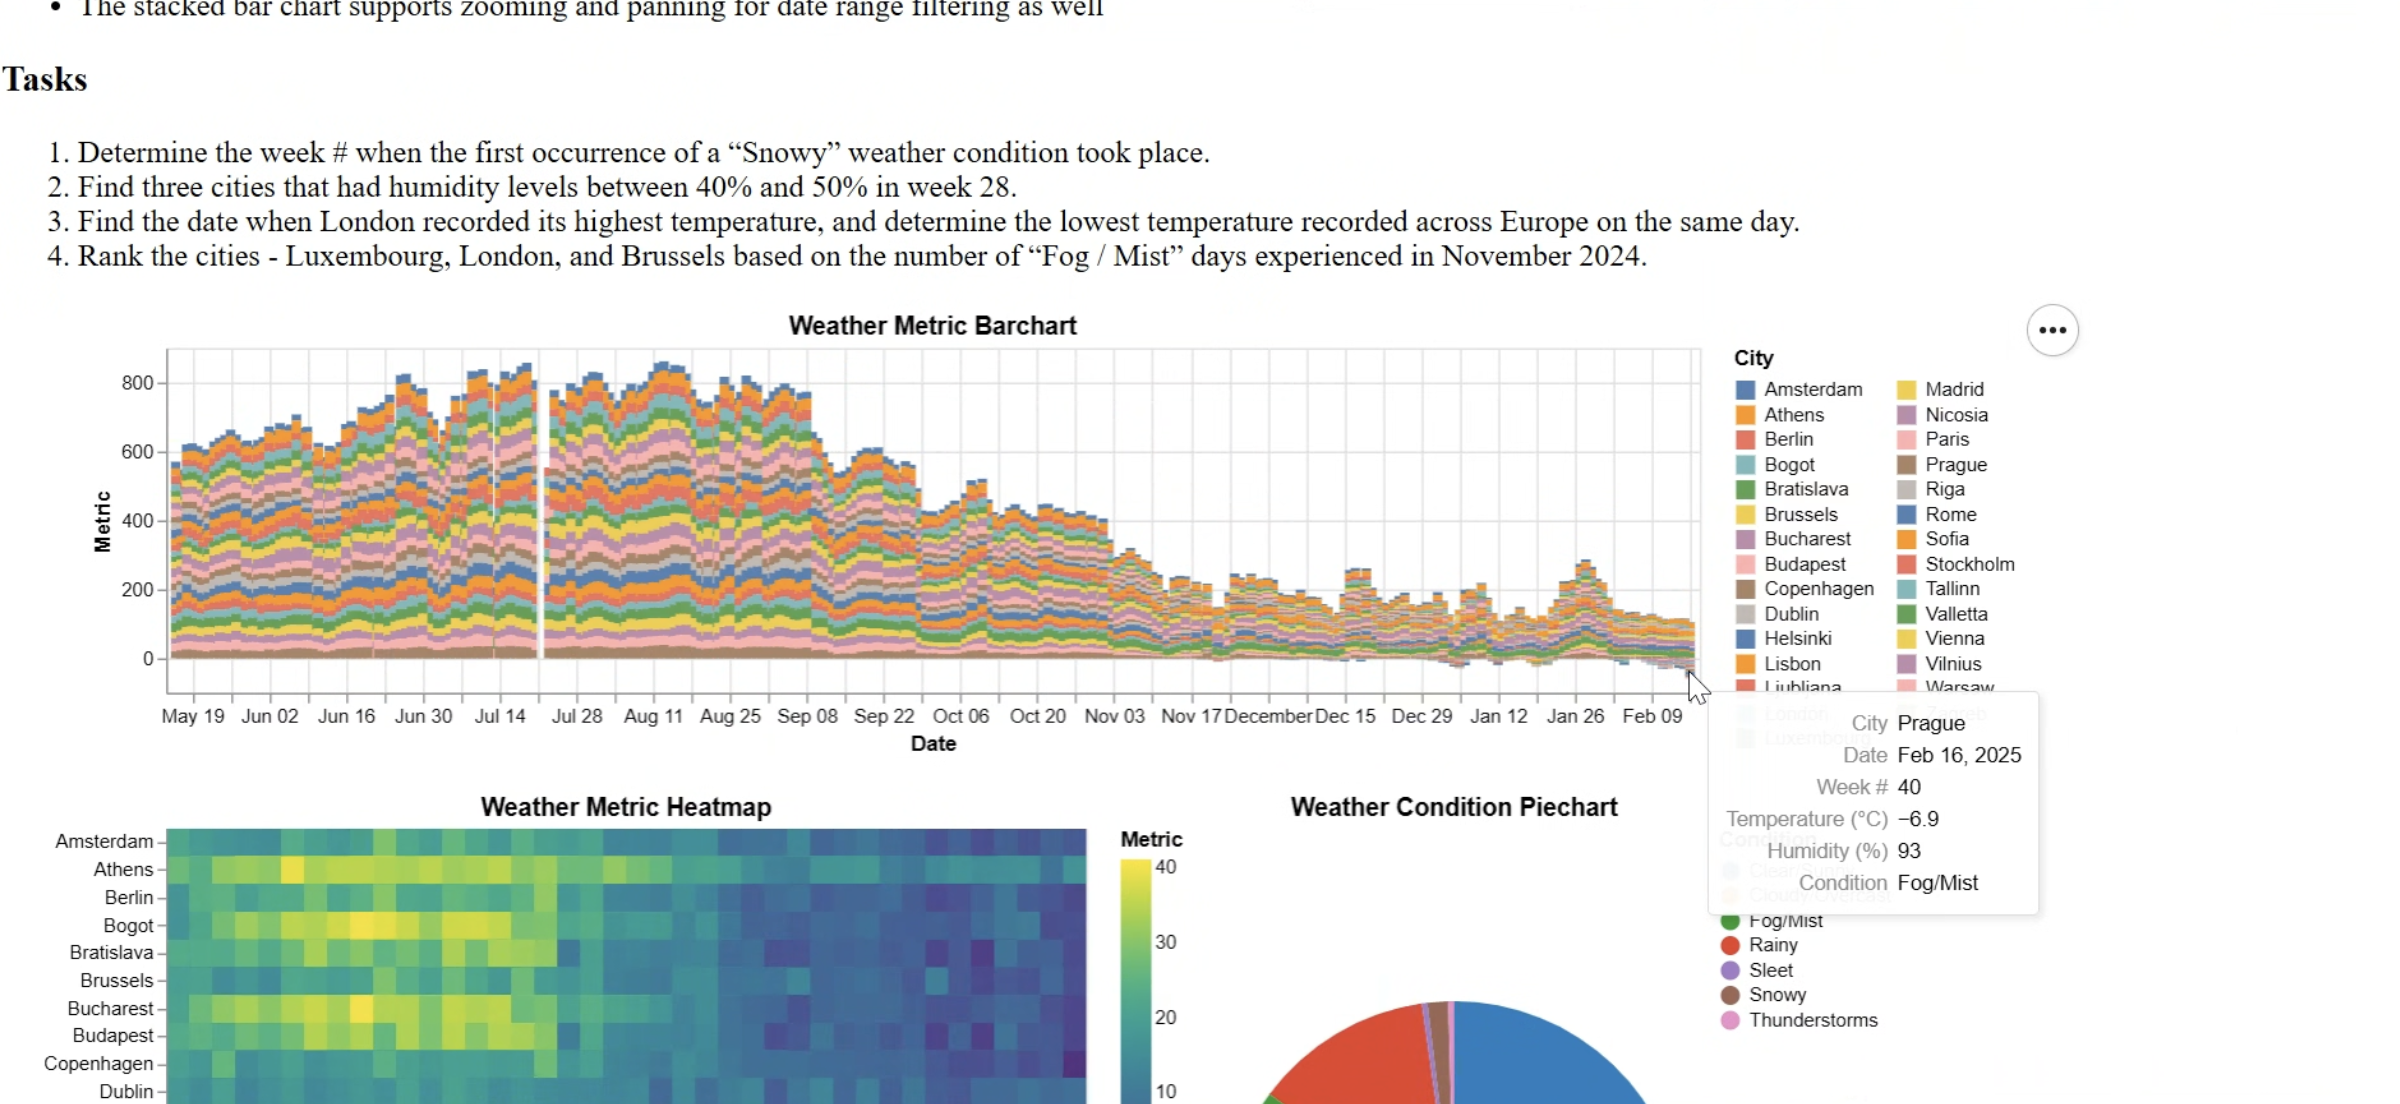 • The stacked bar chart supports zooming and panning for date range filtering as well
Tasks
1. Determine the week # when the first occurrence of a “Snowy” weather condition took place.
2. Find three cities that had humidity levels between 40% and 50% in week 28.
3. Find the date when London recorded its highest temperature, and determine the lowest temperature recorded across Europe on the same day.
4. Rank the cities - Luxembourg, London, and Brussels based on the number of “Fog / Mist” days experienced in November 2024.
Weather Metric Barchart
Metric
800
600
400
200
0
May 19 Jun 02 Jun 16 Jun 30 Jul 14 Jul 28 Aug 11 Aug 25 Sep 08 Sep 22 Oct 06 Oct 20 Nov 03 Nov 17 December Dec 15 Dec 29 Jan 12 Jan 26 Feb 09
Date
City
Amsterdam Madrid
Athens Nicosia
Berlin Paris
Bogot Prague
Bratislava Riga
Brussels Rome
Bucharest Sofia
Budapest Stockholm
Copenhagen Tallinn
Dublin Valletta
Helsinki Vienna
Lisbon Vilnius
Ljubljana Warsaw
London Zagreb
Luxembourg
City Prague
Date Feb 16, 2025
Week # 40
Temperature (°C) −6.9
Humidity (%) 93
Condition Fog/Mist
Weather Metric Heatmap
Amsterdam
Athens
Berlin
Bogot
Bratislava
Brussels
Bucharest
Budapest
Copenhagen
Dublin
Metric
40
30
20
10
Weather Condition Piechart
Condition
Fog/Mist
Rainy
Sleet
Snowy
Thunderstorms